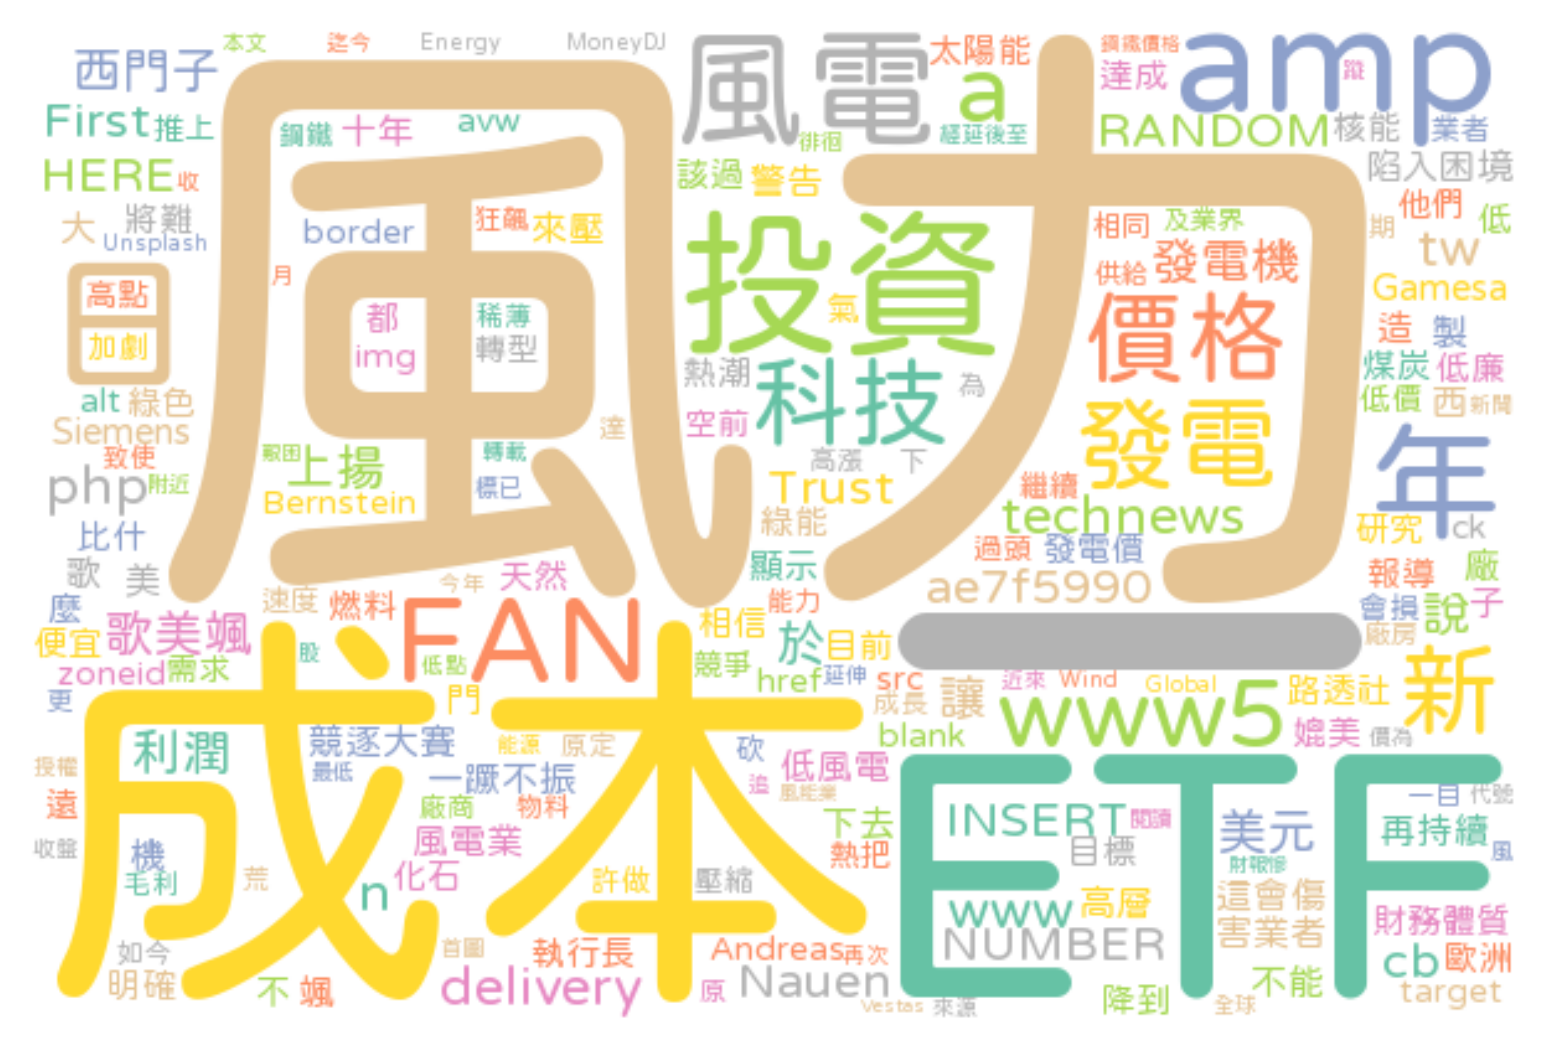 本文 迄今 Energy MoneyDJ
西門子 風電 太陽能 鋼鐵價格 amp
First 推上 鋼鐵 十年 avw a 達成 蹤
HERE 收 徘徊 經延後至 RANDOM 核能 業者
風力
該過 警告 陷入困境
大 將難 Unsplash border 狂飆 來壓 投資 相同 及業界 期 他們 低
日 月 供給 發電機 tw
高點 都 稀薄 氣 價格 Gamesa
加劇 img 轉型 造 製
熱潮 科技 為 煤炭 低廉
alt 綠色 空前 低價 西 新聞
Siemens 達 發電
致使 艱困 上揚 轉載 高漲 下 年
php 附近 Bernstein 標已 Trust 繼續
比什 綠能 technews 研究 ck
歌 美 今年 天然 顯示 過頭 發電價 報導 廠
麼 速度 燃料 能力 ae7f5990 會損 說 子
便宜 歌美颯 FAN 相信 於 目前 一 廠房
zoneid 需求 股 低點 競爭 href 延伸 src 近來 Wind Global 路透社 新
更 門 成長 讓 www5
成本
利潤 競逐大賽 能源 原定 砍 blank 媲美 價為
授權 最低 一蹶不振 追 低風電 ETF
遠 廠商 物料 風能業 一目 代號
收盤 機 風電業 下去 INSERT 閱讀 美元 再持續
毛利 荒 n 化石 許做 壓縮 熱把 目標 財報慘 風
www 高層 這會傷害業者 財務體質
如今 首圖 執行長 Andreas 再次 NUMBER cb 歐洲
明確 不 颯 delivery 原 Nauen 降到 不能 target
Vestas 來源 全球